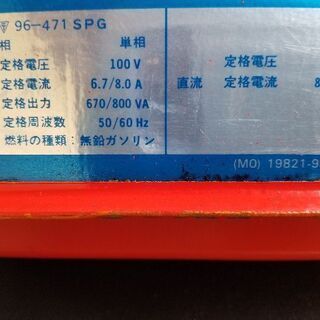 96-471 SPG
相 単相
定格電圧 100 V
定格電流 6.7/8.0 A
定格出力 670/800 VA
定格周波数 50/60 Hz
燃料の種類: 無鉛ガソリン
定格電圧
直流 定格電流 8
(MO) 19821-9